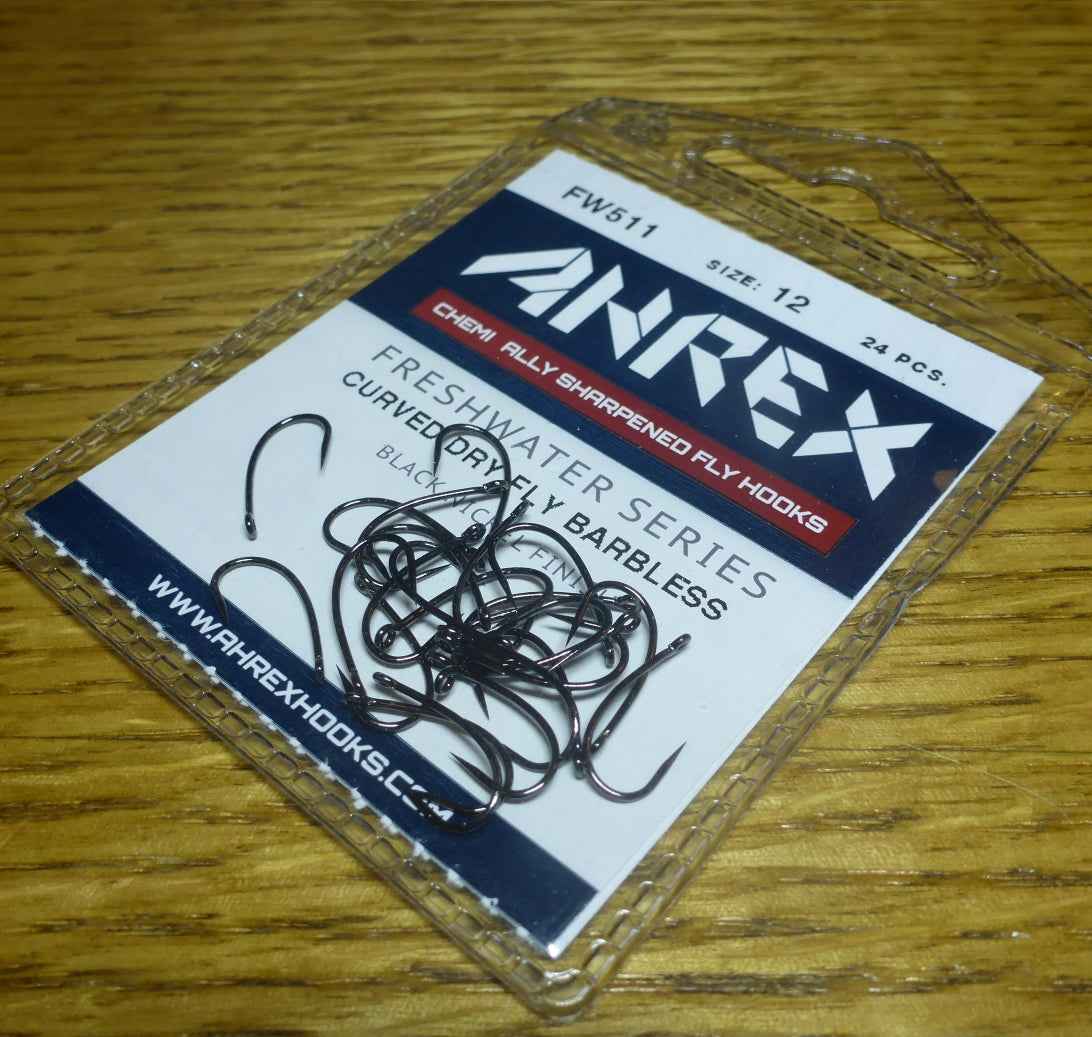 FW511 SIZE: 12 24 PCS.
AHREX
CHEMI ALLY SHARPENED FLY HOOKS
FRESHWATER SERIES
CURVED DRY FLY BARBLESS
BLACK
WWW.AHREXHOOKS.COM